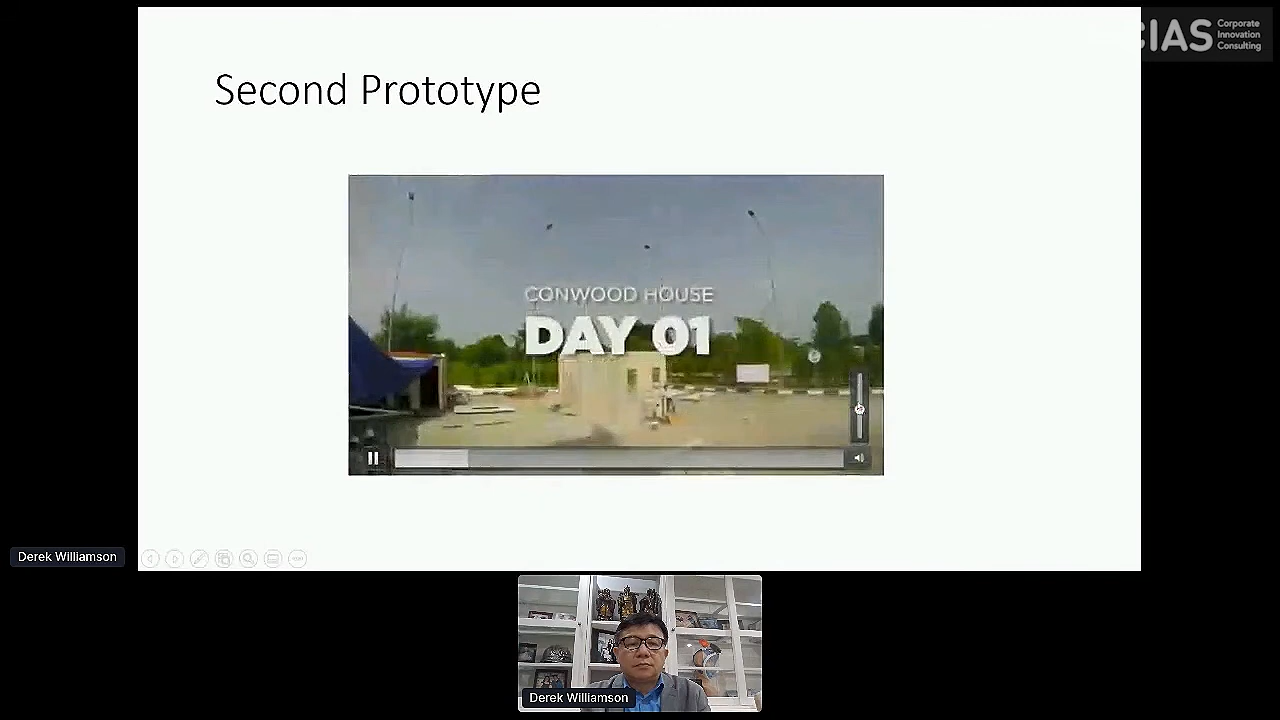 IAS
Corporate
Innovation
Consulting
Second Prototype
CONWOOD HOUSE
DAY 01
Derek Williamson
Derek Williamson